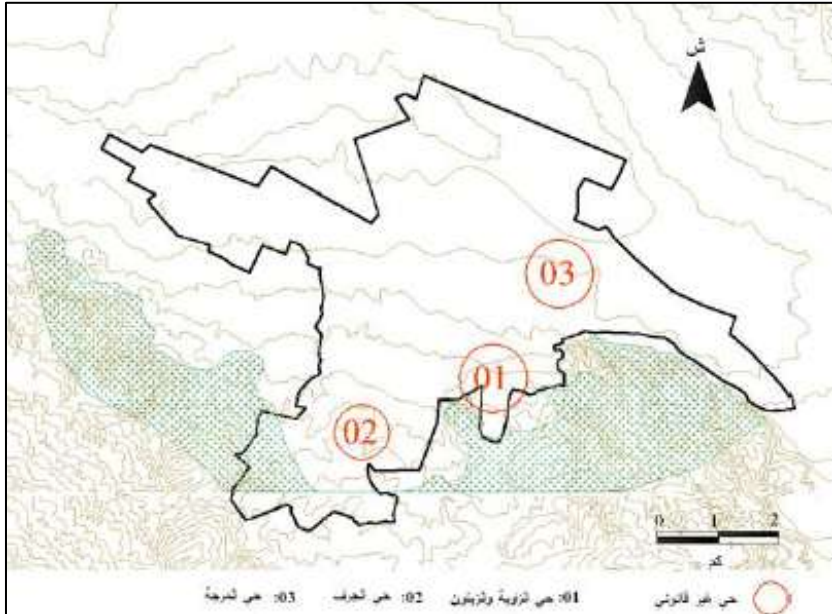 ش
03
01
02
0 1 2
كم
حي غير قانوني 01: حي الزوية والزيتون 02: حي الجرف 03: حي المرجة